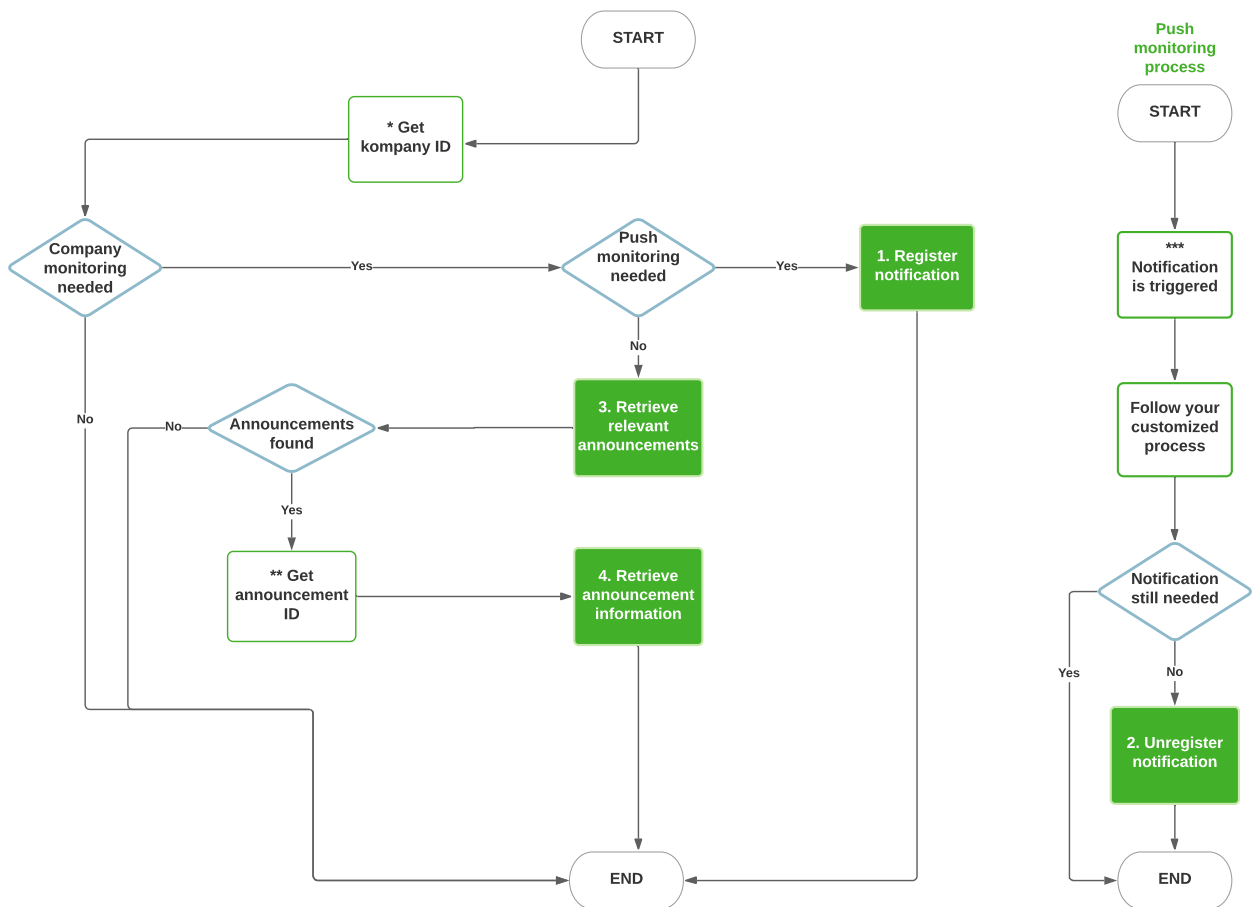 START
* Get
kompany ID
Company
monitoring
needed
Yes
Push
monitoring
needed
Yes
1. Register
notification
No
No
3. Retrieve
relevant
announcements
Announcements
found
No
Yes
** Get
announcement
ID
4. Retrieve
announcement
information
END
Push
monitoring
process
START
***
Notification
is triggered
Follow your
customized
process
Notification
still needed
Yes
No
2. Unregister
notification
END